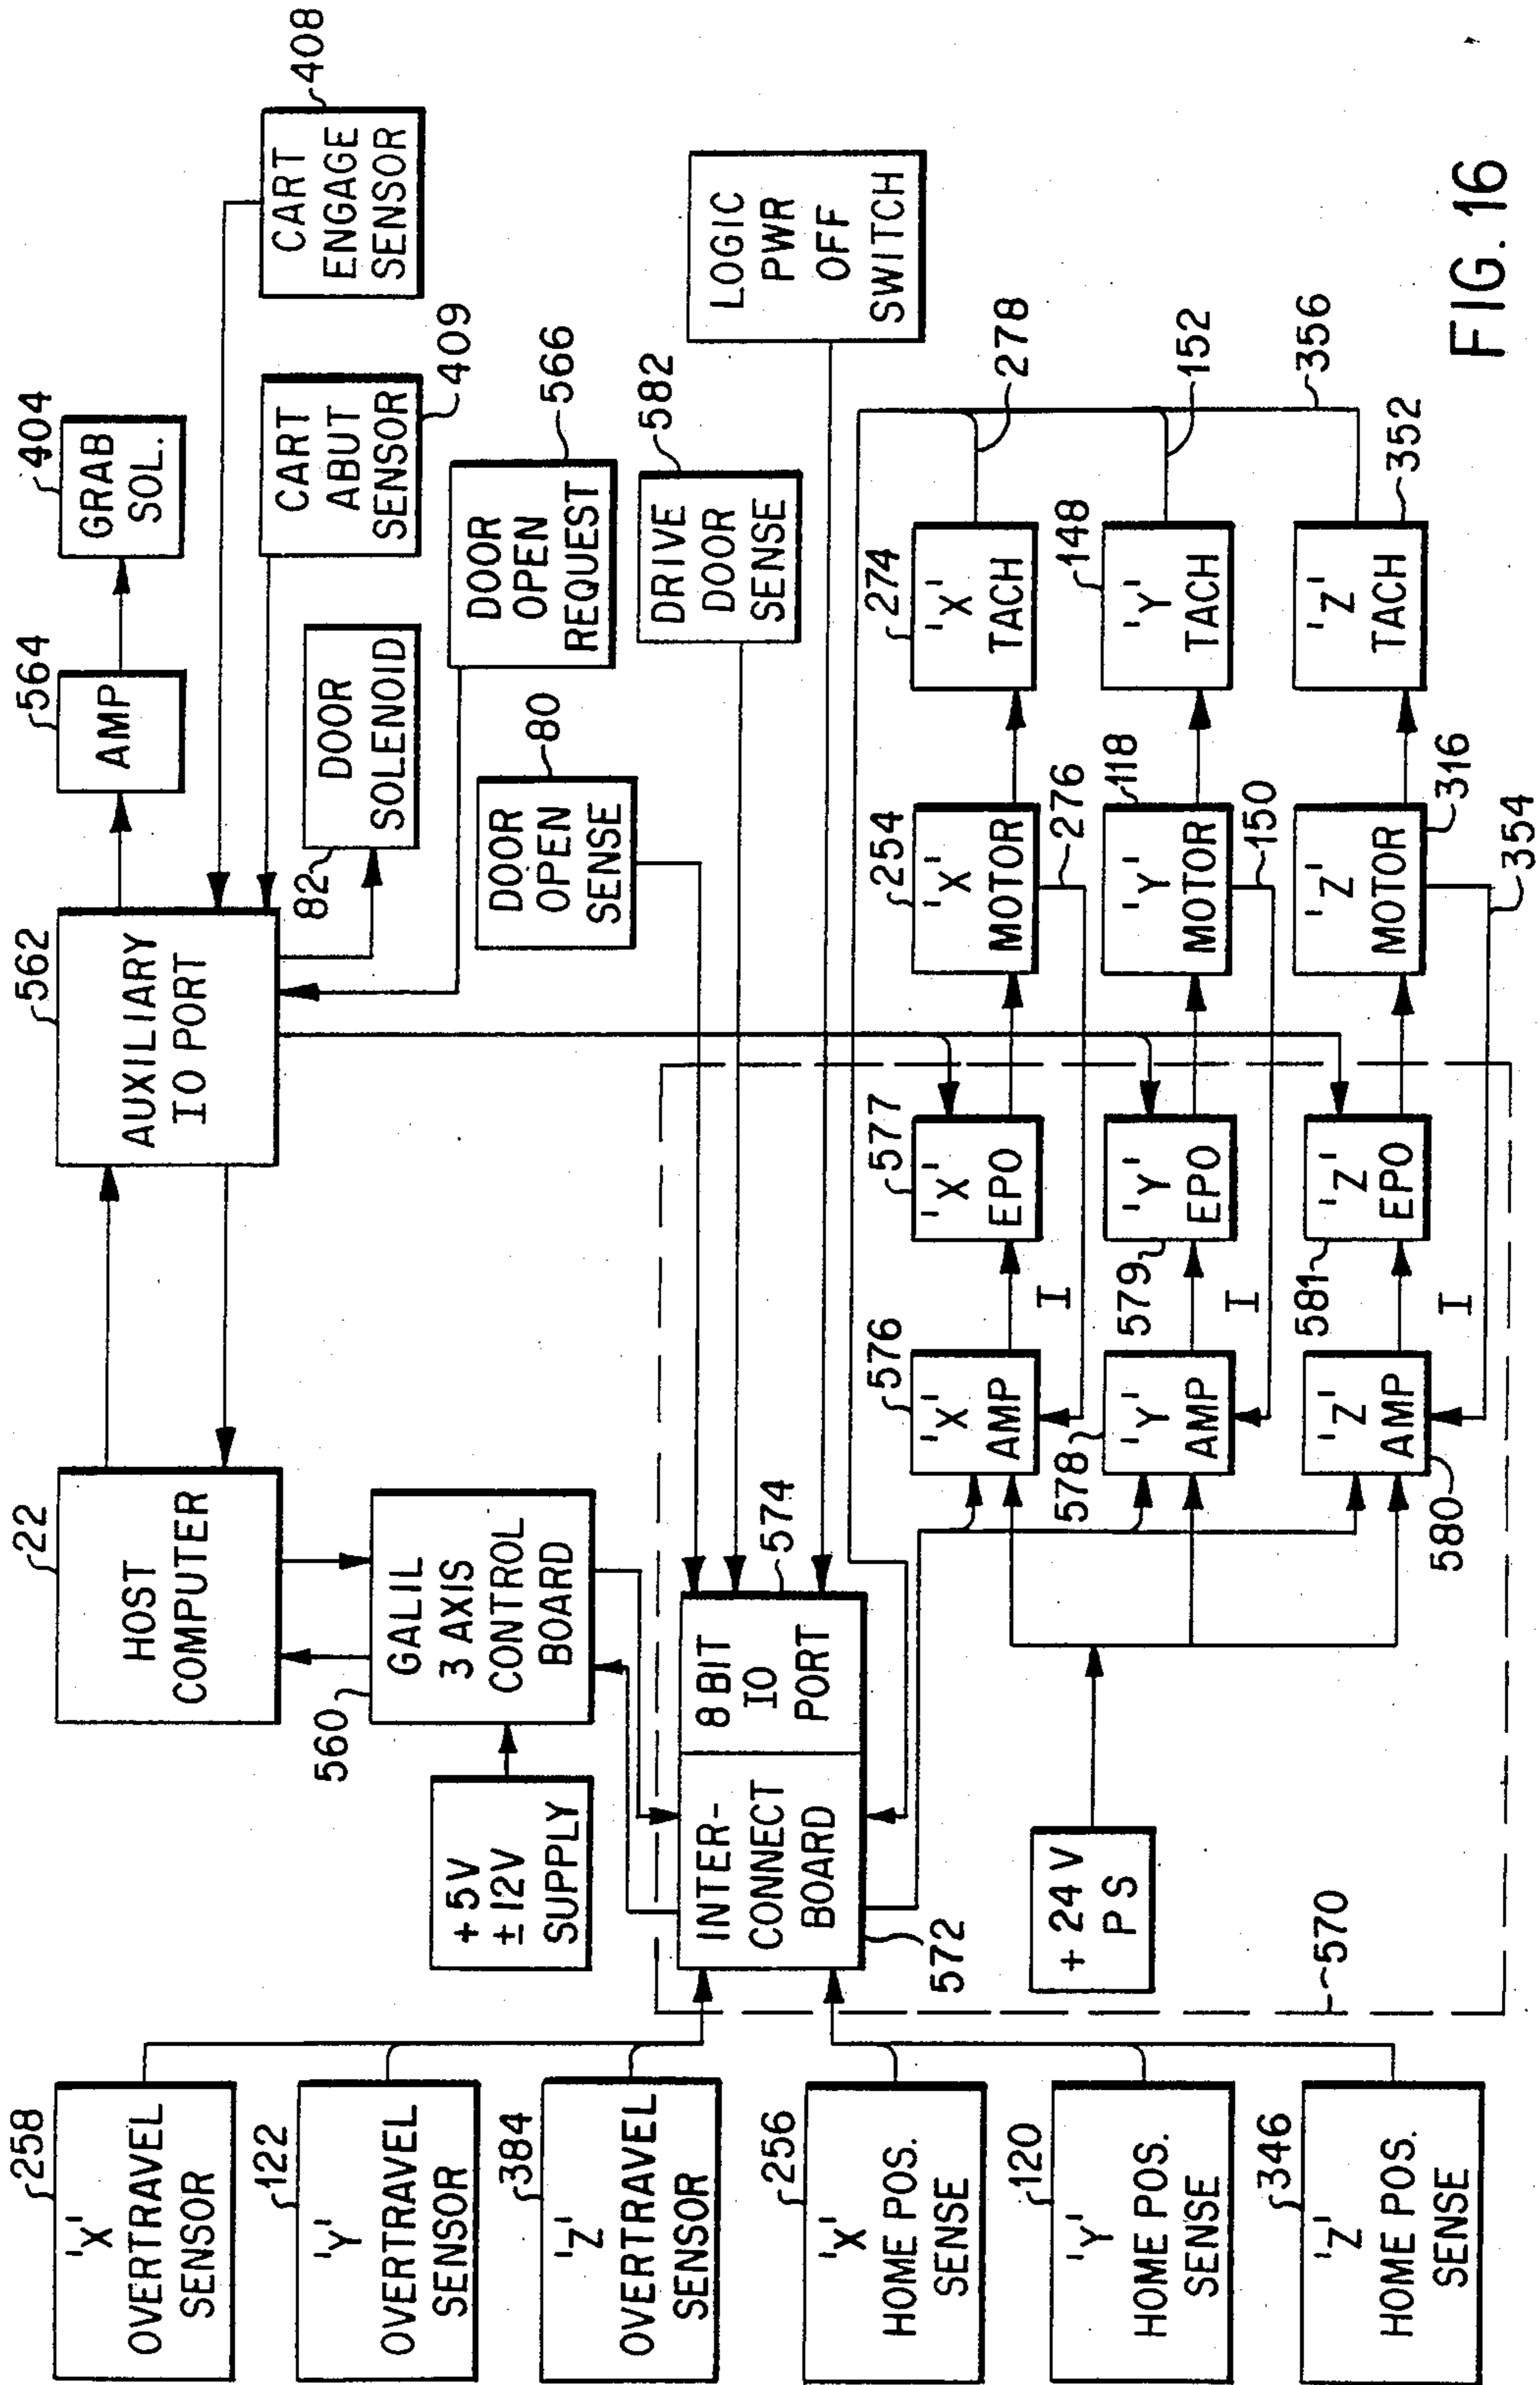 258
'X'
OVERTRAVEL
SENSOR
122
'Y'
OVERTRAVEL
SENSOR
384
'Z'
OVERTRAVEL
SENSOR
256
'X'
HOME POS.
SENSE
120
'Y'
HOME POS.
SENSE
346
'Z'
HOME POS.
SENSE
22
HOST
COMPUTER
560
GALIL
3 AXIS
CONTROL
BOARD
+5V
±12V
SUPPLY
572
INTER-
CONNECT
BOARD
8 BIT
IO
PORT
574
+24V
PS
570
562
AUXILIARY
IO PORT
564
AMP
404
GRAB
SOL.
82
DOOR
SOLENOID
CART
ABUT
SENSOR
409
CART
ENGAGE
SENSOR
408
DOOR
OPEN
REQUEST
566
DOOR
OPEN
SENSE
80
DRIVE
DOOR
SENSE
582
LOGIC
PWR
OFF
SWITCH
576
'X'
AMP
577
'X'
EPO
254
'X'
MOTOR
274
'X'
TACH
I
276
278
578
'Y'
AMP
579
'Y'
EPO
118
'Y'
MOTOR
148
'Y'
TACH
I
150
152
580
'Z'
AMP
581
'Z'
EPO
316
'Z'
MOTOR
352
'Z'
TACH
I
354
356
FIG. 16